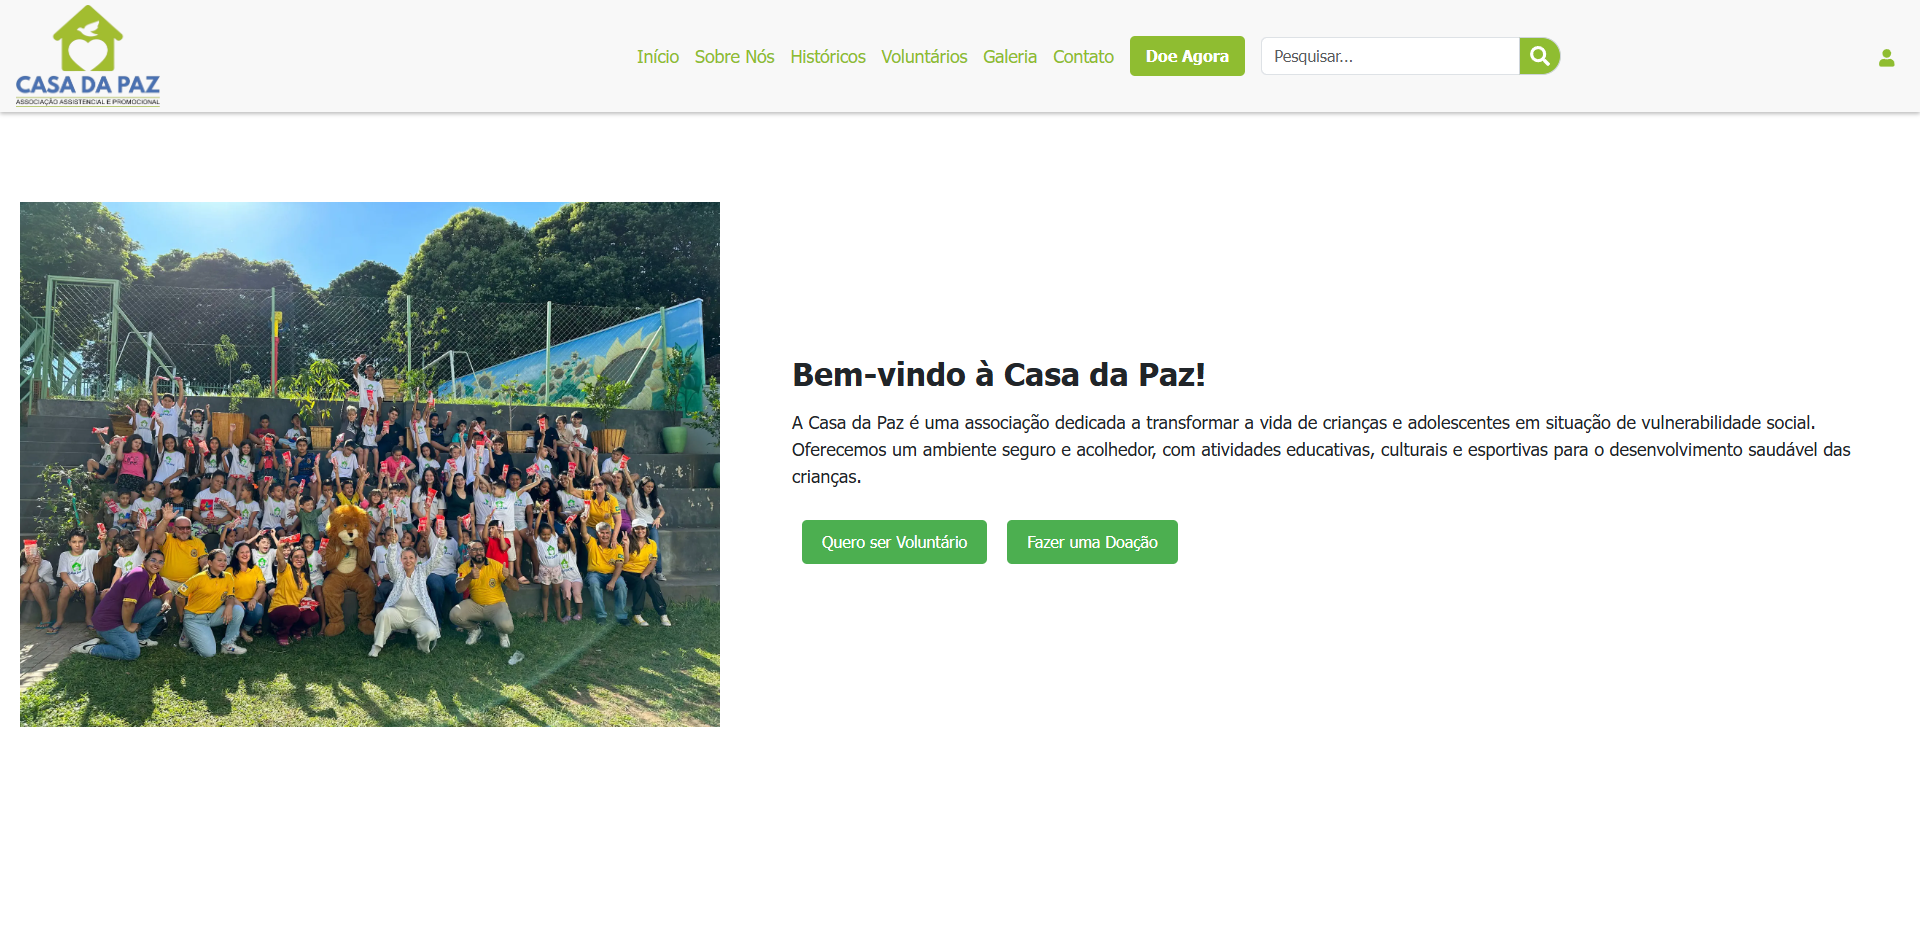 CASA DA PAZ
ASSOCIAÇÃO ASSISTENCIAL E PROMOCIONAL
Início Sobre Nós Históricos Voluntários Galeria Contato Doe Agora Pesquisar...
Bem-vindo à Casa da Paz!
A Casa da Paz é uma associação dedicada a transformar a vida de crianças e adolescentes em situação de vulnerabilidade social.
Oferecemos um ambiente seguro e acolhedor, com atividades educativas, culturais e esportivas para o desenvolvimento saudável das
crianças.
Quero ser Voluntário Fazer uma Doação